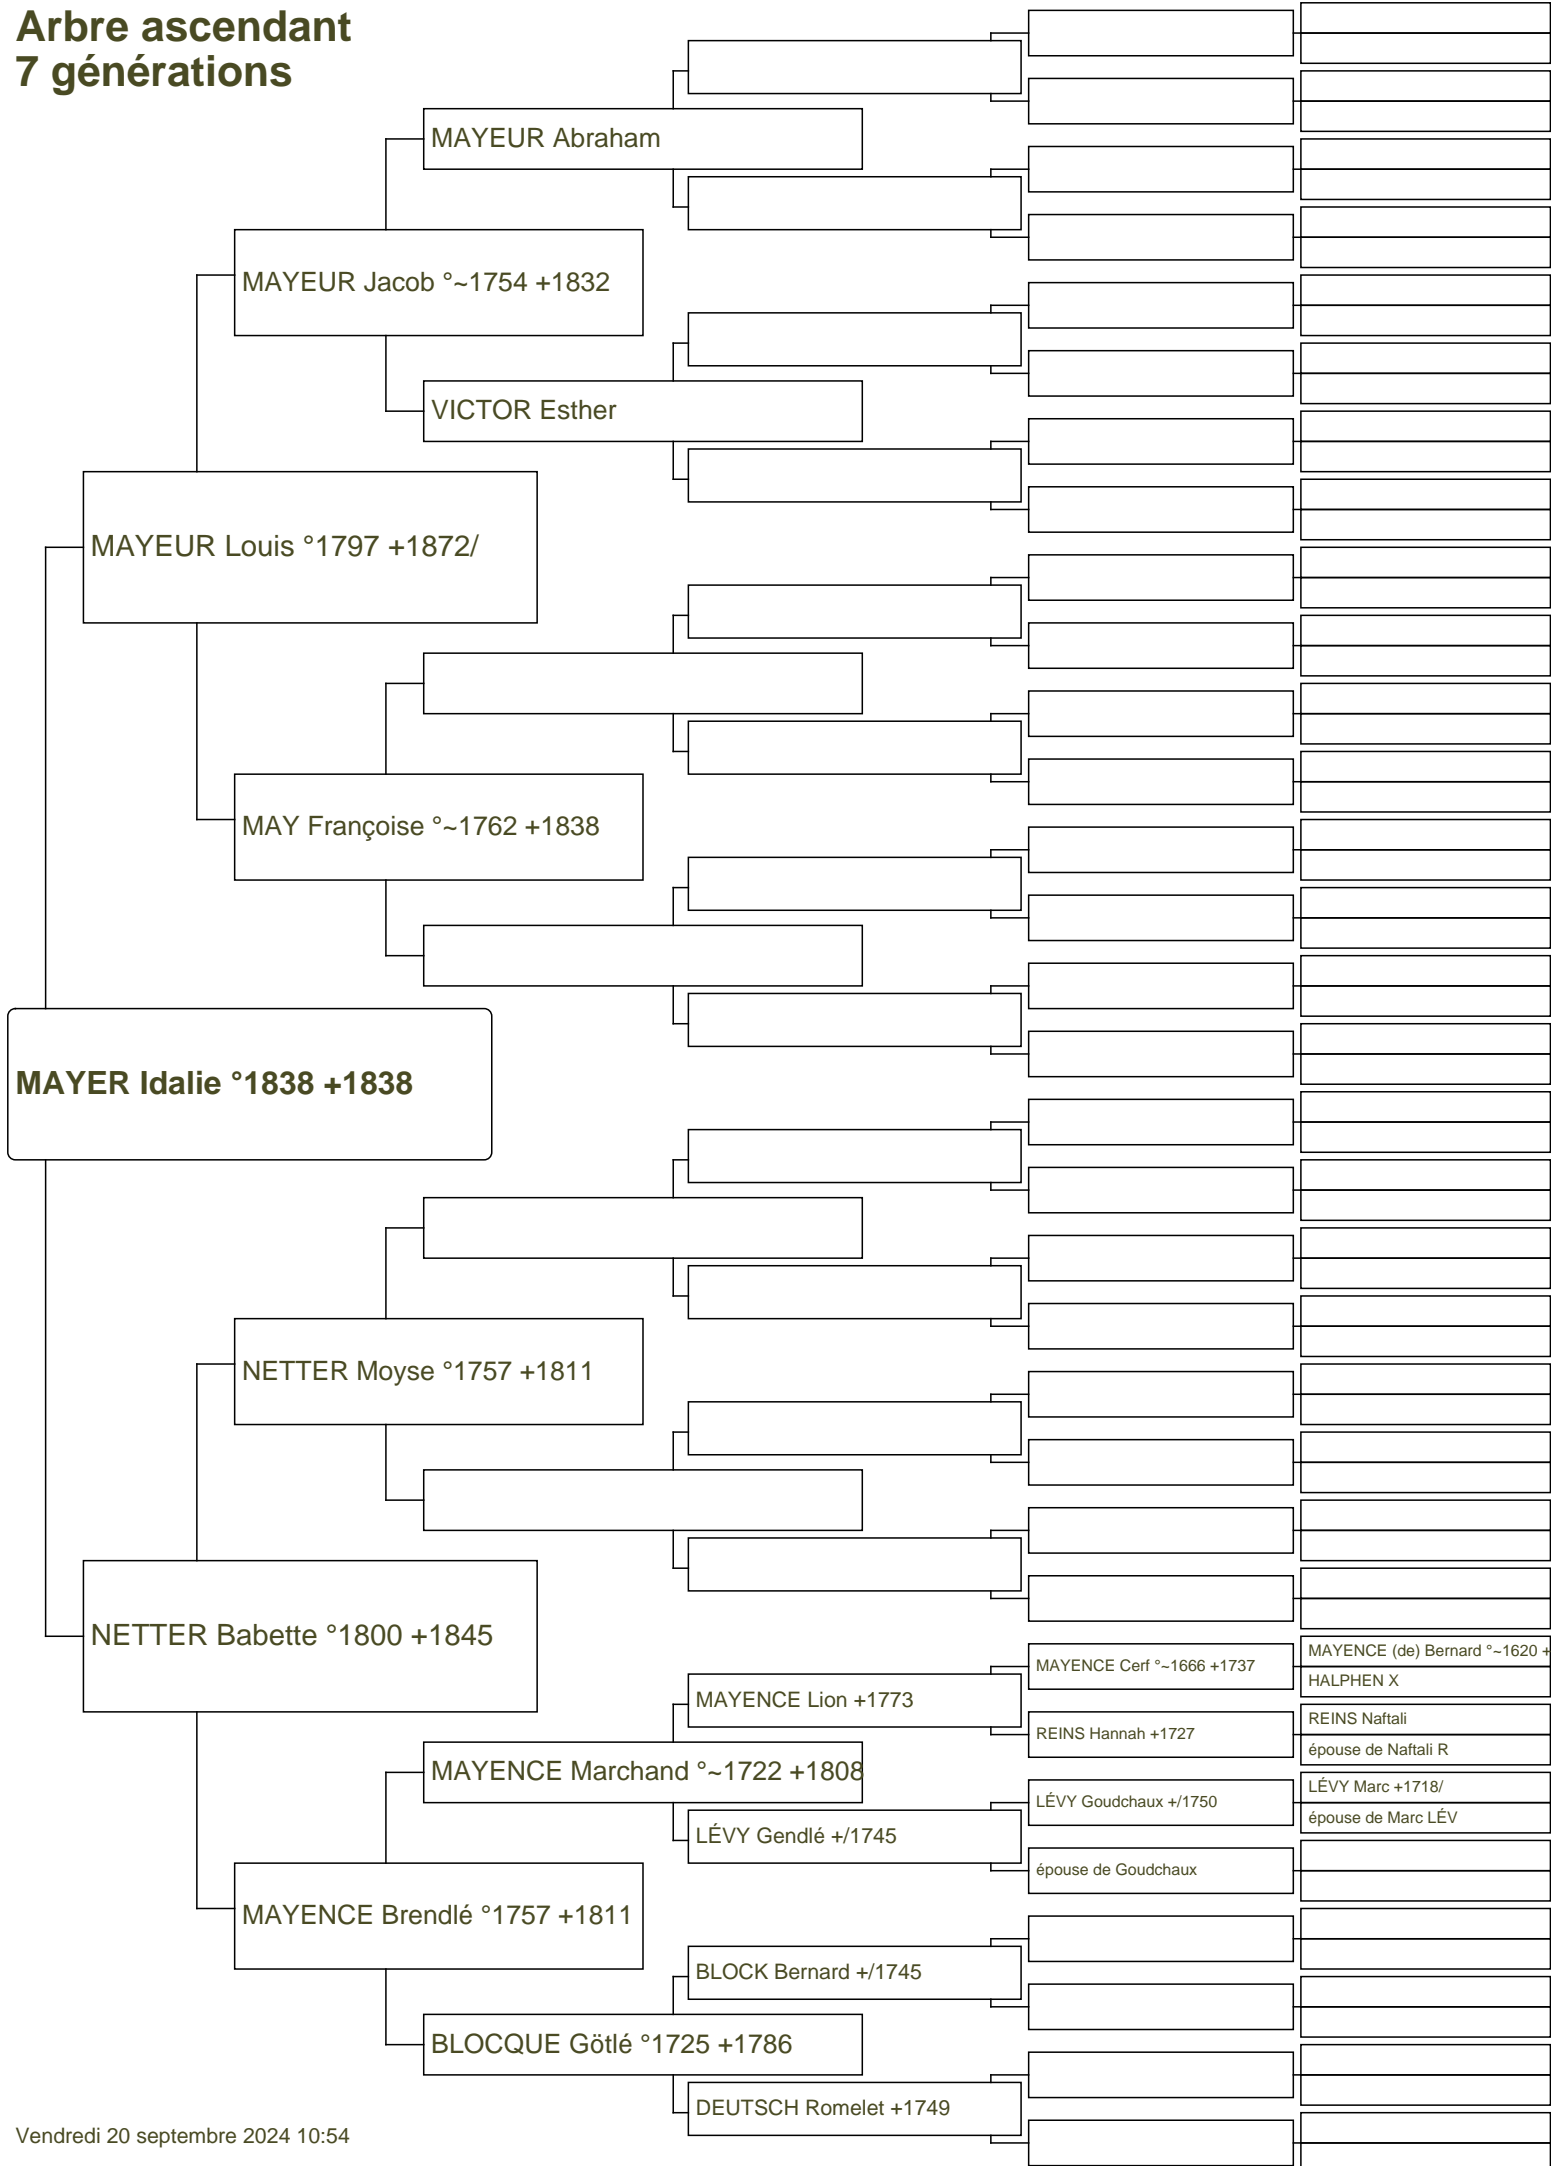 Arbre ascendant
7 générations
MAYEUR Abraham
MAYEUR Jacob °~1754 +1832
VICTOR Esther
MAYEUR Louis °1797 +1872/
MAY Françoise °~1762 +1838
MAYER Idalie °1838 +1838
NETTER Moyse °1757 +1811
NETTER Babette °1800 +1845
MAYENCE (de) Bernard °~1620 +
MAYENCE Cerf °~1666 +1737
HALPHEN X
MAYENCE Lion +1773
REINS Naftali
REINS Hannah +1727
épouse de Naftali R
MAYENCE Marchand °~1722 +1808
LÉVY Marc +1718/
LÉVY Goudchaux +/1750
épouse de Marc LÉV
LÉVY Gendlé +/1745
épouse de Goudchaux
MAYENCE Brendlé °1757 +1811
BLOCK Bernard +/1745
BLOCQUE Götlé °1725 +1786
DEUTSCH Romelet +1749
Vendredi 20 septembre 2024 10:54